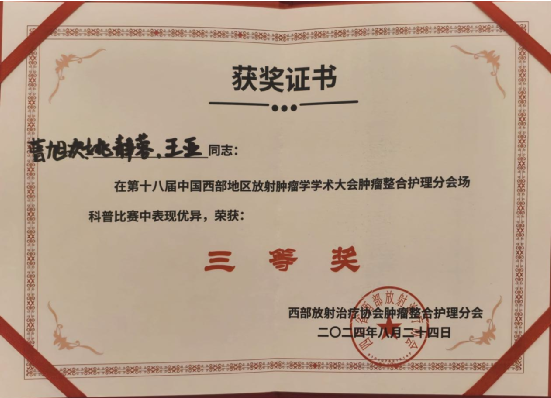 获奖证书
王亚同志：
在第十八届中国西部地区放射肿瘤学学术大会肿瘤整合护理分会场
科普比赛中表现优异，荣获：
三等奖
西部放射治疗协会肿瘤整合护理分会
二〇二四年八月二十四日